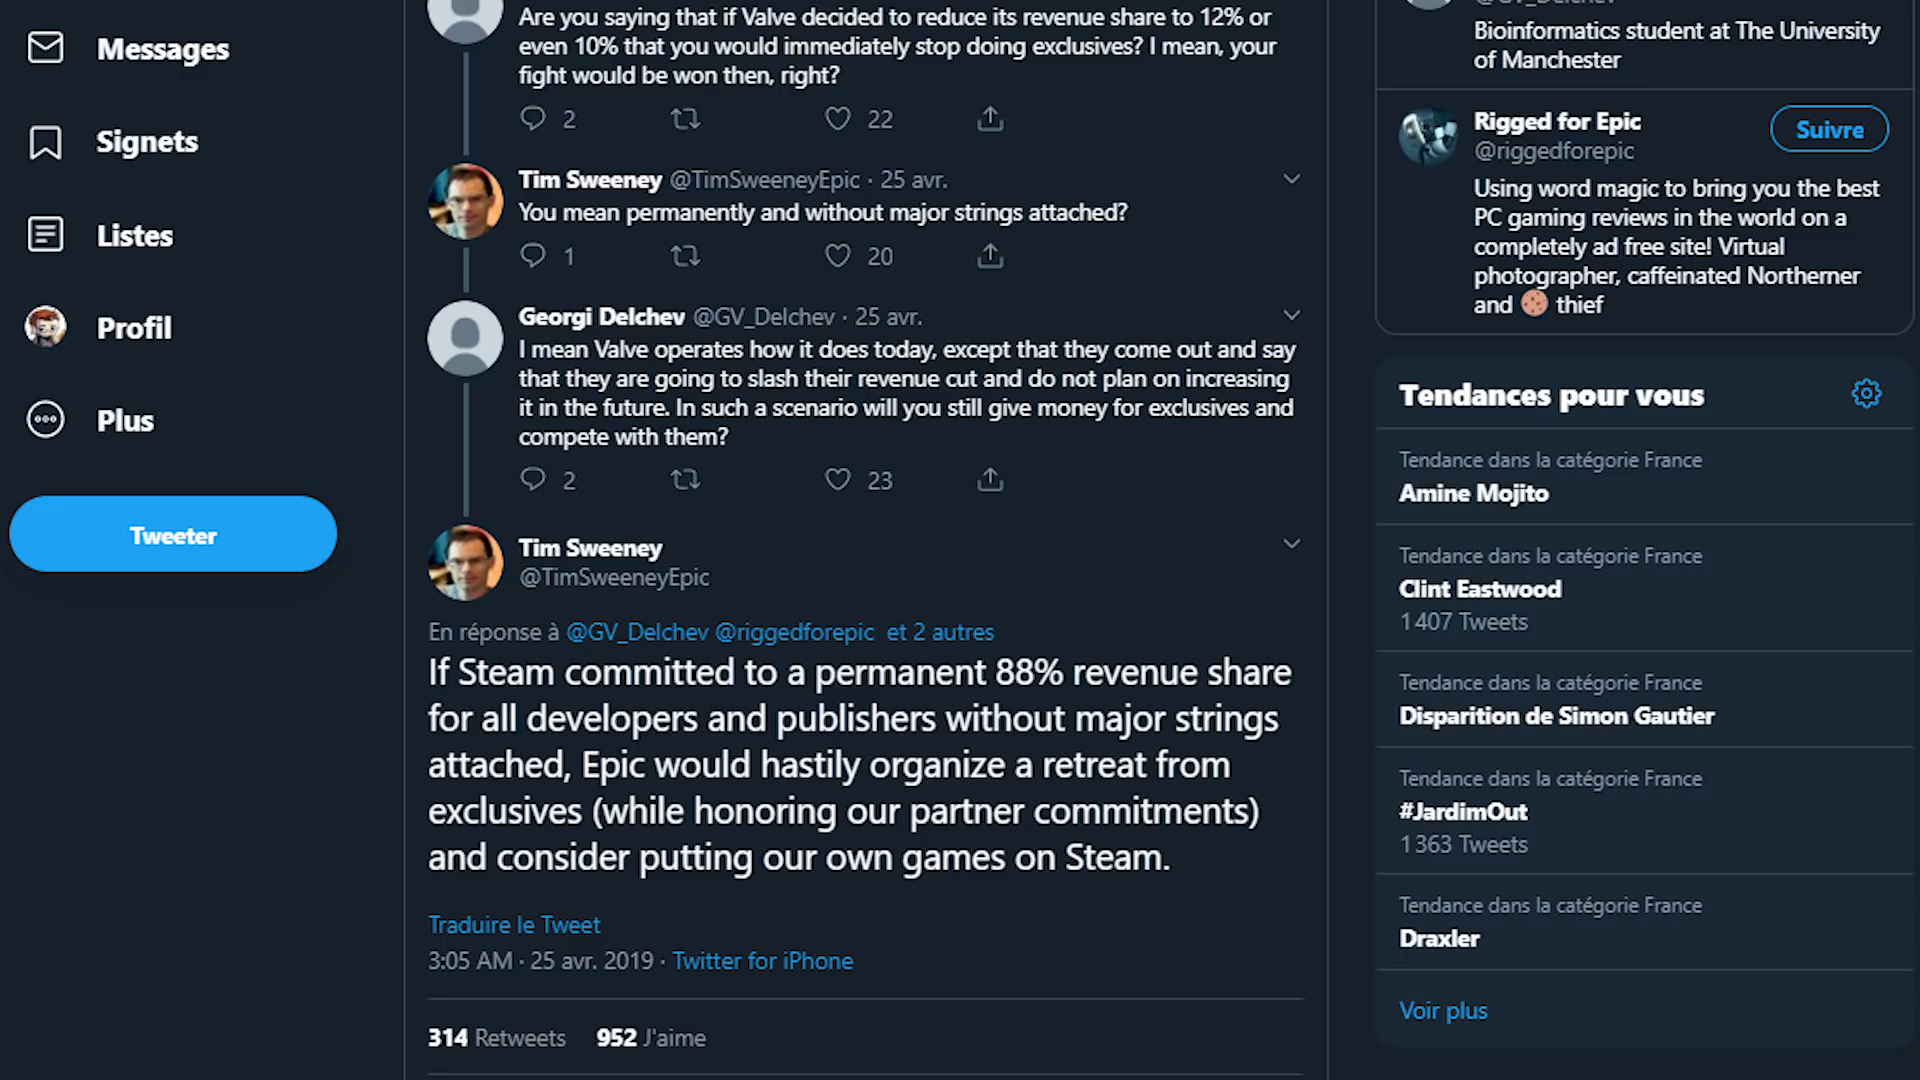 Messages
Signets
Listes
Profil
Plus
Tweeter
Are you saying that if Valve decided to reduce its revenue share to 12% or
even 10% that you would immediately stop doing exclusives? I mean, your
fight would be won then, right?
2 22
Tim Sweeney @TimSweeneyEpic · 25 avr.
You mean permanently and without major strings attached?
1 20
Georgi Delchev @GV_Delchev · 25 avr.
I mean Valve operates how it does today, except that they come out and say
that they are going to slash their revenue cut and do not plan on increasing
it in the future. In such a scenario will you still give money for exclusives and
compete with them?
2 23
Tim Sweeney
@TimSweeneyEpic
En réponse à @GV_Delchev @riggedforepic et 2 autres
If Steam committed to a permanent 88% revenue share
for all developers and publishers without major strings
attached, Epic would hastily organize a retreat from
exclusives (while honoring our partner commitments)
and consider putting our own games on Steam.
Traduire le Tweet
3:05 AM · 25 avr. 2019 · Twitter for iPhone
314 Retweets 952 J'aime
@GV_Delchev
Bioinformatics student at The University
of Manchester
Rigged for Epic
@riggedforepic
Suivre
Using word magic to bring you the best
PC gaming reviews in the world on a
completely ad free site! Virtual
photographer, caffeinated Northerner
and 🍪 thief
Tendances pour vous
Tendance dans la catégorie France
Amine Mojito
Tendance dans la catégorie France
Clint Eastwood
1 407 Tweets
Tendance dans la catégorie France
Disparition de Simon Gautier
Tendance dans la catégorie France
#JardimOut
1 363 Tweets
Tendance dans la catégorie France
Draxler
Voir plus